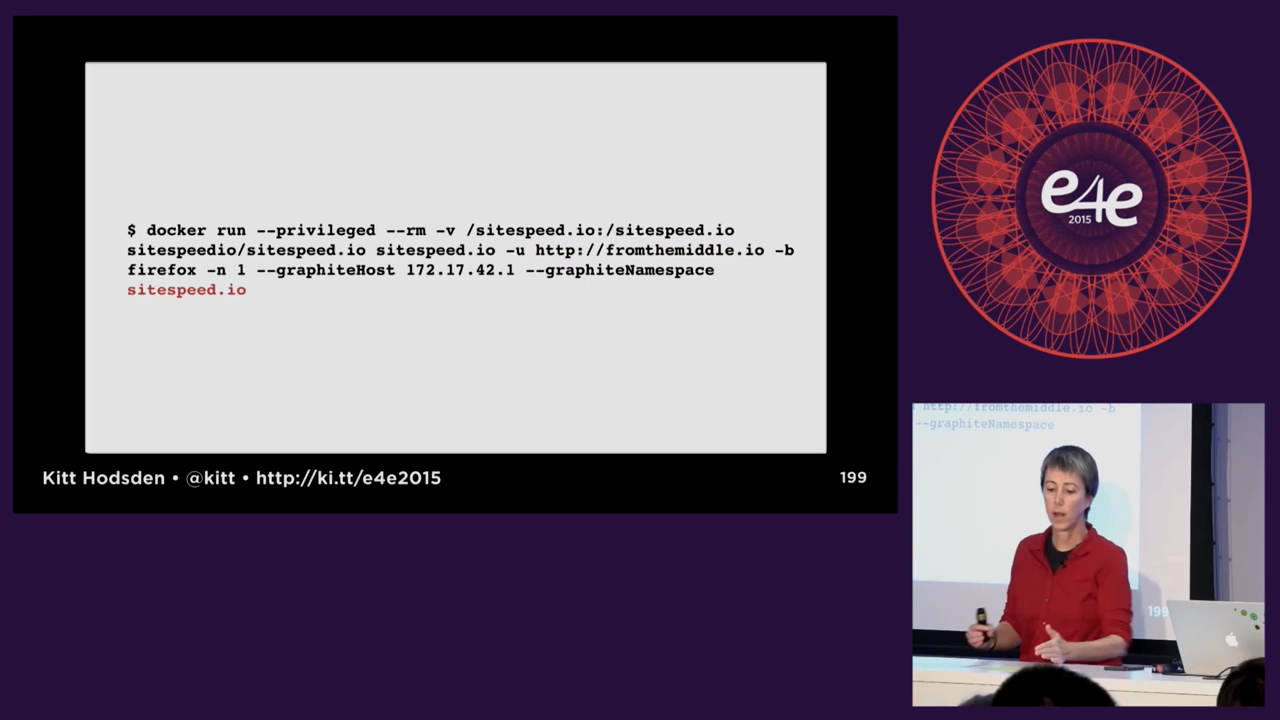 $ docker run --privileged --rm -v /sitespeed.io:/sitespeed.io
sitespeedio/sitespeed.io sitespeed.io -u http://fromthemiddle.io -b
firefox -n 1 --graphiteHost 172.17.42.1 --graphiteNamespace
sitespeed.io
Kitt Hodsden • @kitt • http://ki.tt/e4e2015
199
e4e
2015
http://fromthemiddle.io -b
--graphiteNamespace
199